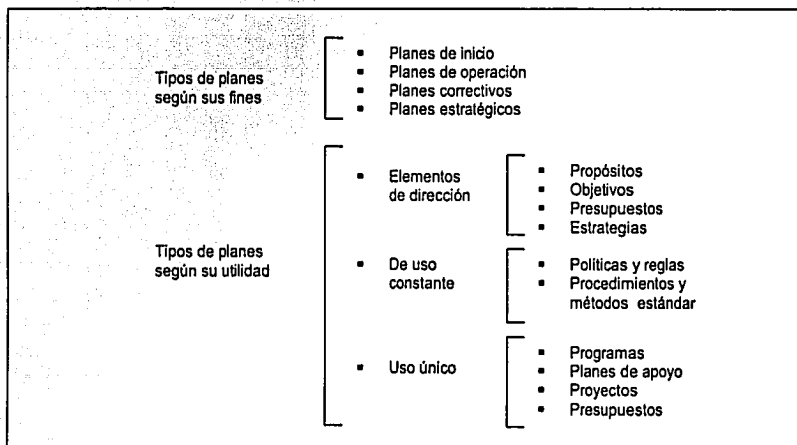 Tipos de planes
según sus fines
▪ Planes de inicio
▪ Planes de operación
▪ Planes correctivos
▪ Planes estratégicos
Tipos de planes
según su utilidad
▪ Elementos
de dirección
▪ Propósitos
▪ Objetivos
▪ Presupuestos
▪ Estrategias
▪ De uso
constante
▪ Políticas y reglas
▪ Procedimientos y
métodos estándar
▪ Uso único
▪ Programas
▪ Planes de apoyo
▪ Proyectos
▪ Presupuestos